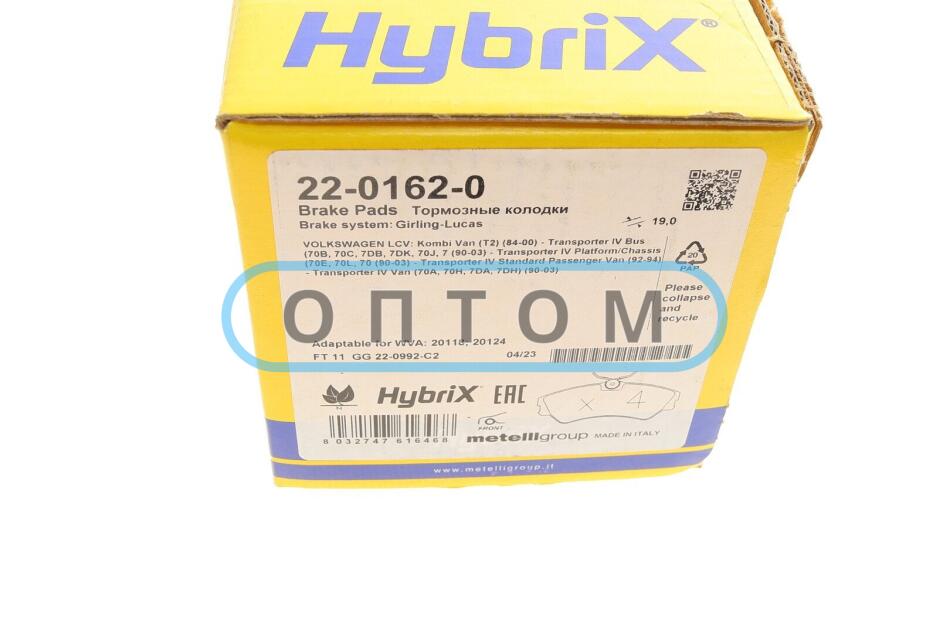 HybriX®
22-0162-0
Brake Pads Тормозные колодки
Brake system: Girling-Lucas
19,0
VOLKSWAGEN LCV: Kombi Van (T2) (84-00) - Transporter IV Bus
(70B, 70C, 7DB, 7DK, 70J, 7 (90-03) - Transporter IV Platform/Chassis
(70E, 70L, 70 (90-03) - Transporter IV Standard Passenger Van (92-94)
- Transporter IV Van (70A, 70H, 7DA, 7DH) (90-03)
20
PAP
Please
collapse
and
recycle
ОПТОМ
Adaptable for WVA: 20118, 20124
FT 11 GG 22-0992-C2 04/23
HybriX EAC
x 4
8 032747 616468
FRONT
metelligroup MADE IN ITALY
www.metelligroup.it